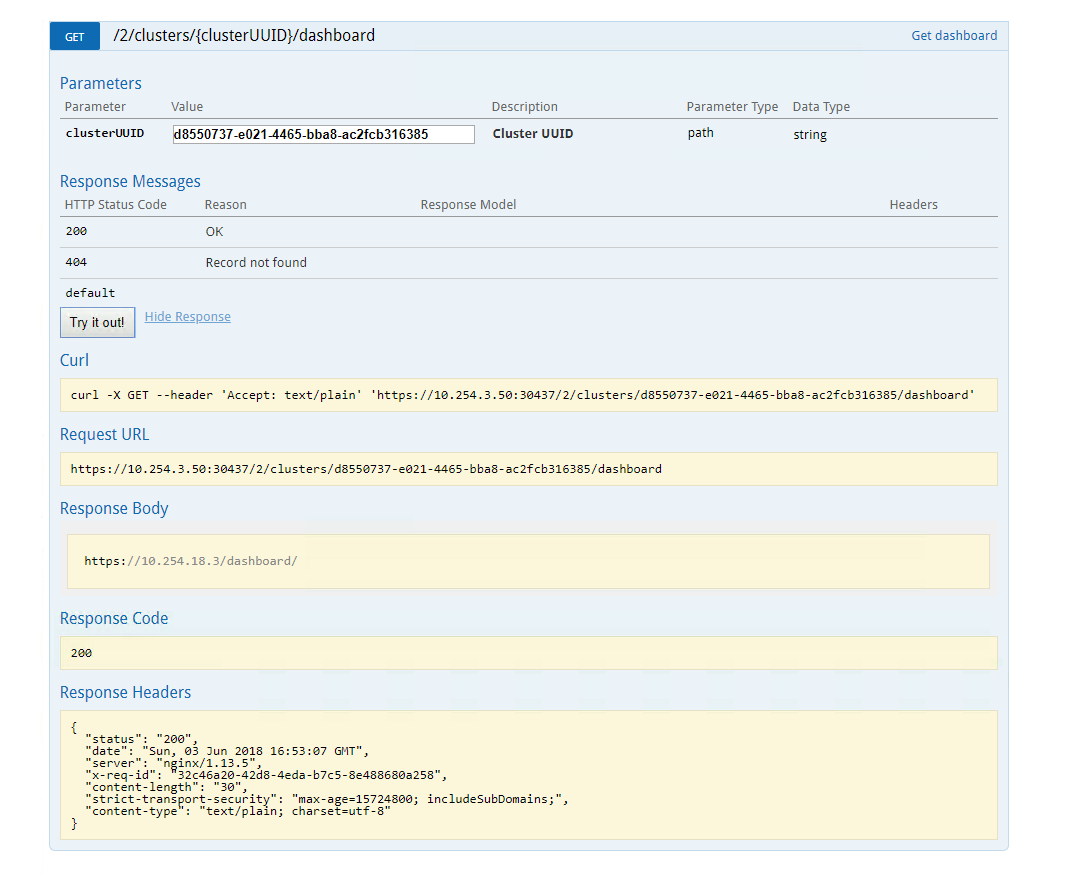 GET /2/clusters/{clusterUUID}/dashboard Get dashboard
Parameters
Parameter Value Description Parameter Type Data Type
clusterUUID d8550737-e021-4465-bba8-ac2fcb316385 Cluster UUID path string
Response Messages
HTTP Status Code Reason Response Model Headers
200 OK
404 Record not found
default
Try it out! Hide Response
Curl
curl -X GET --header 'Accept: text/plain' 'https://10.254.3.50:30437/2/clusters/d8550737-e021-4465-bba8-ac2fcb316385/dashboard'
Request URL
https://10.254.3.50:30437/2/clusters/d8550737-e021-4465-bba8-ac2fcb316385/dashboard
Response Body
https://10.254.18.3/dashboard/
Response Code
200
Response Headers
{
  "status": "200",
  "date": "Sun, 03 Jun 2018 16:53:07 GMT",
  "server": "nginx/1.13.5",
  "x-req-id": "32c46a20-42d8-4eda-b7c5-8e488680a258",
  "content-length": "30",
  "strict-transport-security": "max-age=15724800; includeSubDomains;",
  "content-type": "text/plain; charset=utf-8"
}